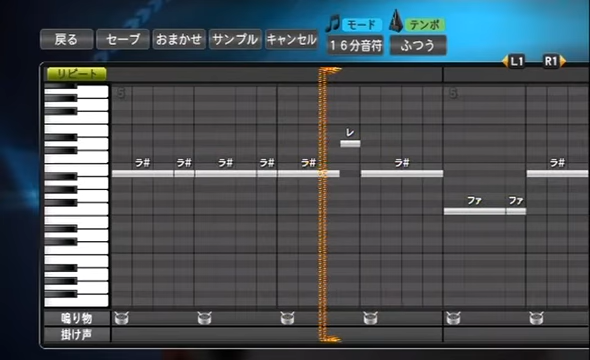 モード テンポ
戻る セーブ おまかせ サンプル キャンセル 16分音符 ふつう
L1 R1
リピート
レ
ラ# ラ# ラ# ラ# ラ# ラ# ラ#
ファ ファ
鳴り物
掛け声